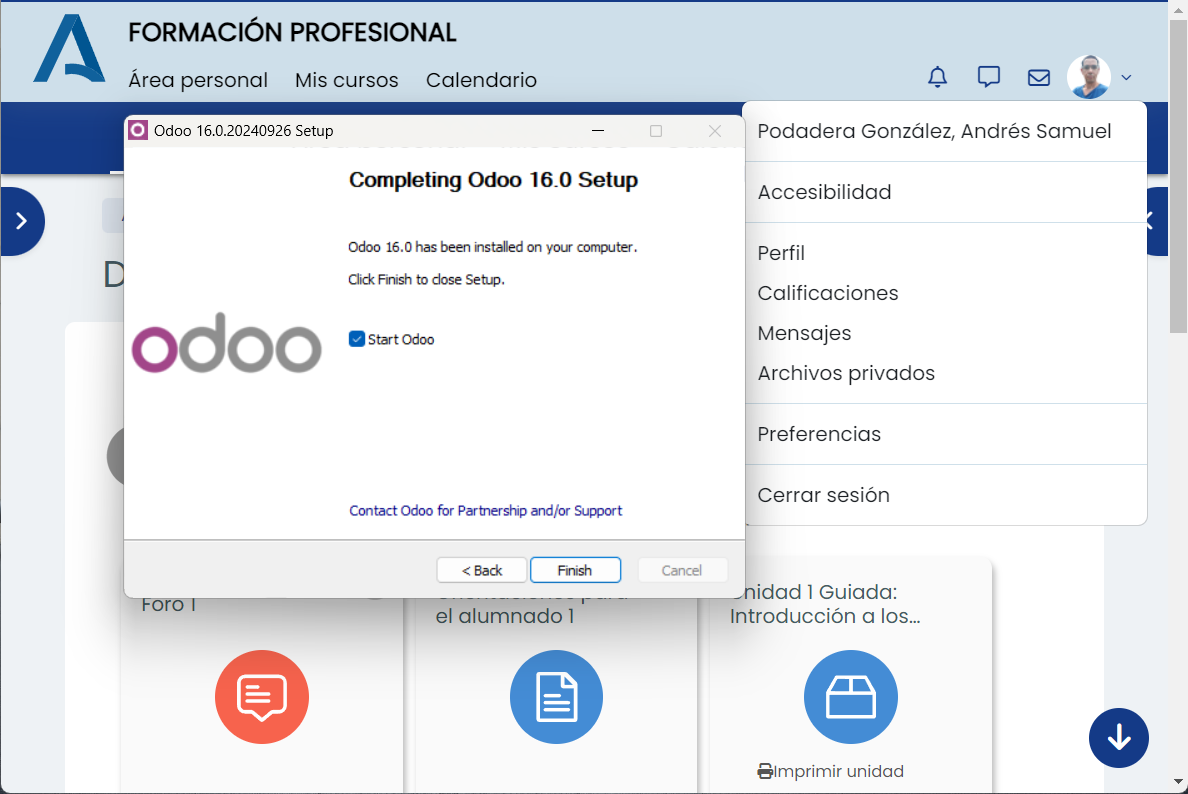 FORMACIÓN PROFESIONAL
Área personal Mis cursos Calendario
Podadera González, Andrés Samuel
Accesibilidad
Perfil
Calificaciones
Mensajes
Archivos privados
Preferencias
Cerrar sesión
Odoo 16.0.20240926 Setup
Completing Odoo 16.0 Setup
Odoo 16.0 has been installed on your computer.
Click Finish to close Setup.
odoo
Start Odoo
Contact Odoo for Partnership and/or Support
< Back Finish Cancel
Foro 1
el alumnado 1
Unidad 1 Guiada:
Introducción a los...
Imprimir unidad